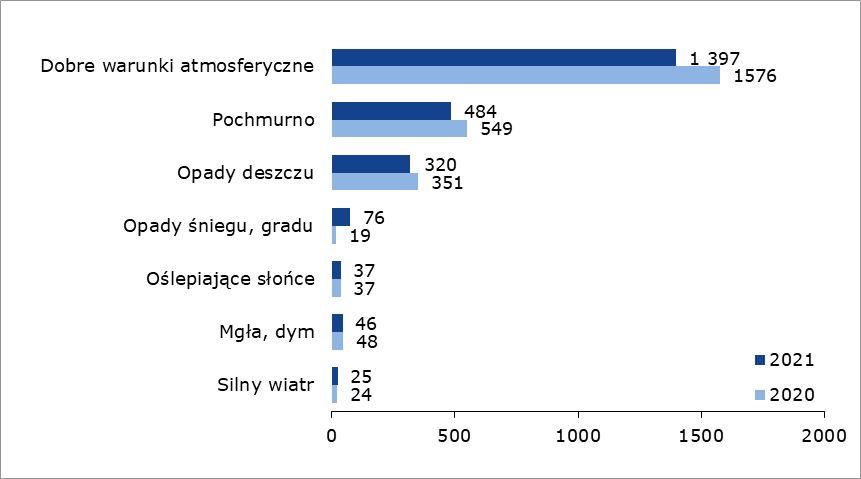 Dobre warunki atmosferyczne
1 397
1576
Pochmurno
484
549
Opady deszczu
320
351
Opady śniegu, gradu
76
19
Oślepiające słońce
37
37
Mgła, dym
46
48
Silny wiatr
25
24
2021
2020
0 500 1000 1500 2000